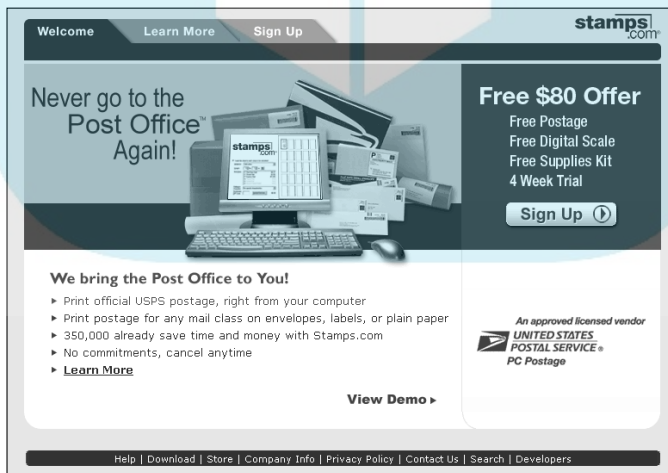 Welcome
Learn More
Sign Up
stamps
.com®
Never go to the
Post Office™
Again!
stamps
.com
Free $80 Offer
Free Postage
Free Digital Scale
Free Supplies Kit
4 Week Trial
Sign Up
We bring the Post Office to You!
Print official USPS postage, right from your computer
Print postage for any mail class on envelopes, labels, or plain paper
350,000 already save time and money with Stamps.com
No commitments, cancel anytime
Learn More
View Demo
An approved licensed vendor
UNITED STATES
POSTAL SERVICE ®
PC Postage
Help | Download | Store | Company Info | Privacy Policy | Contact Us | Search | Developers